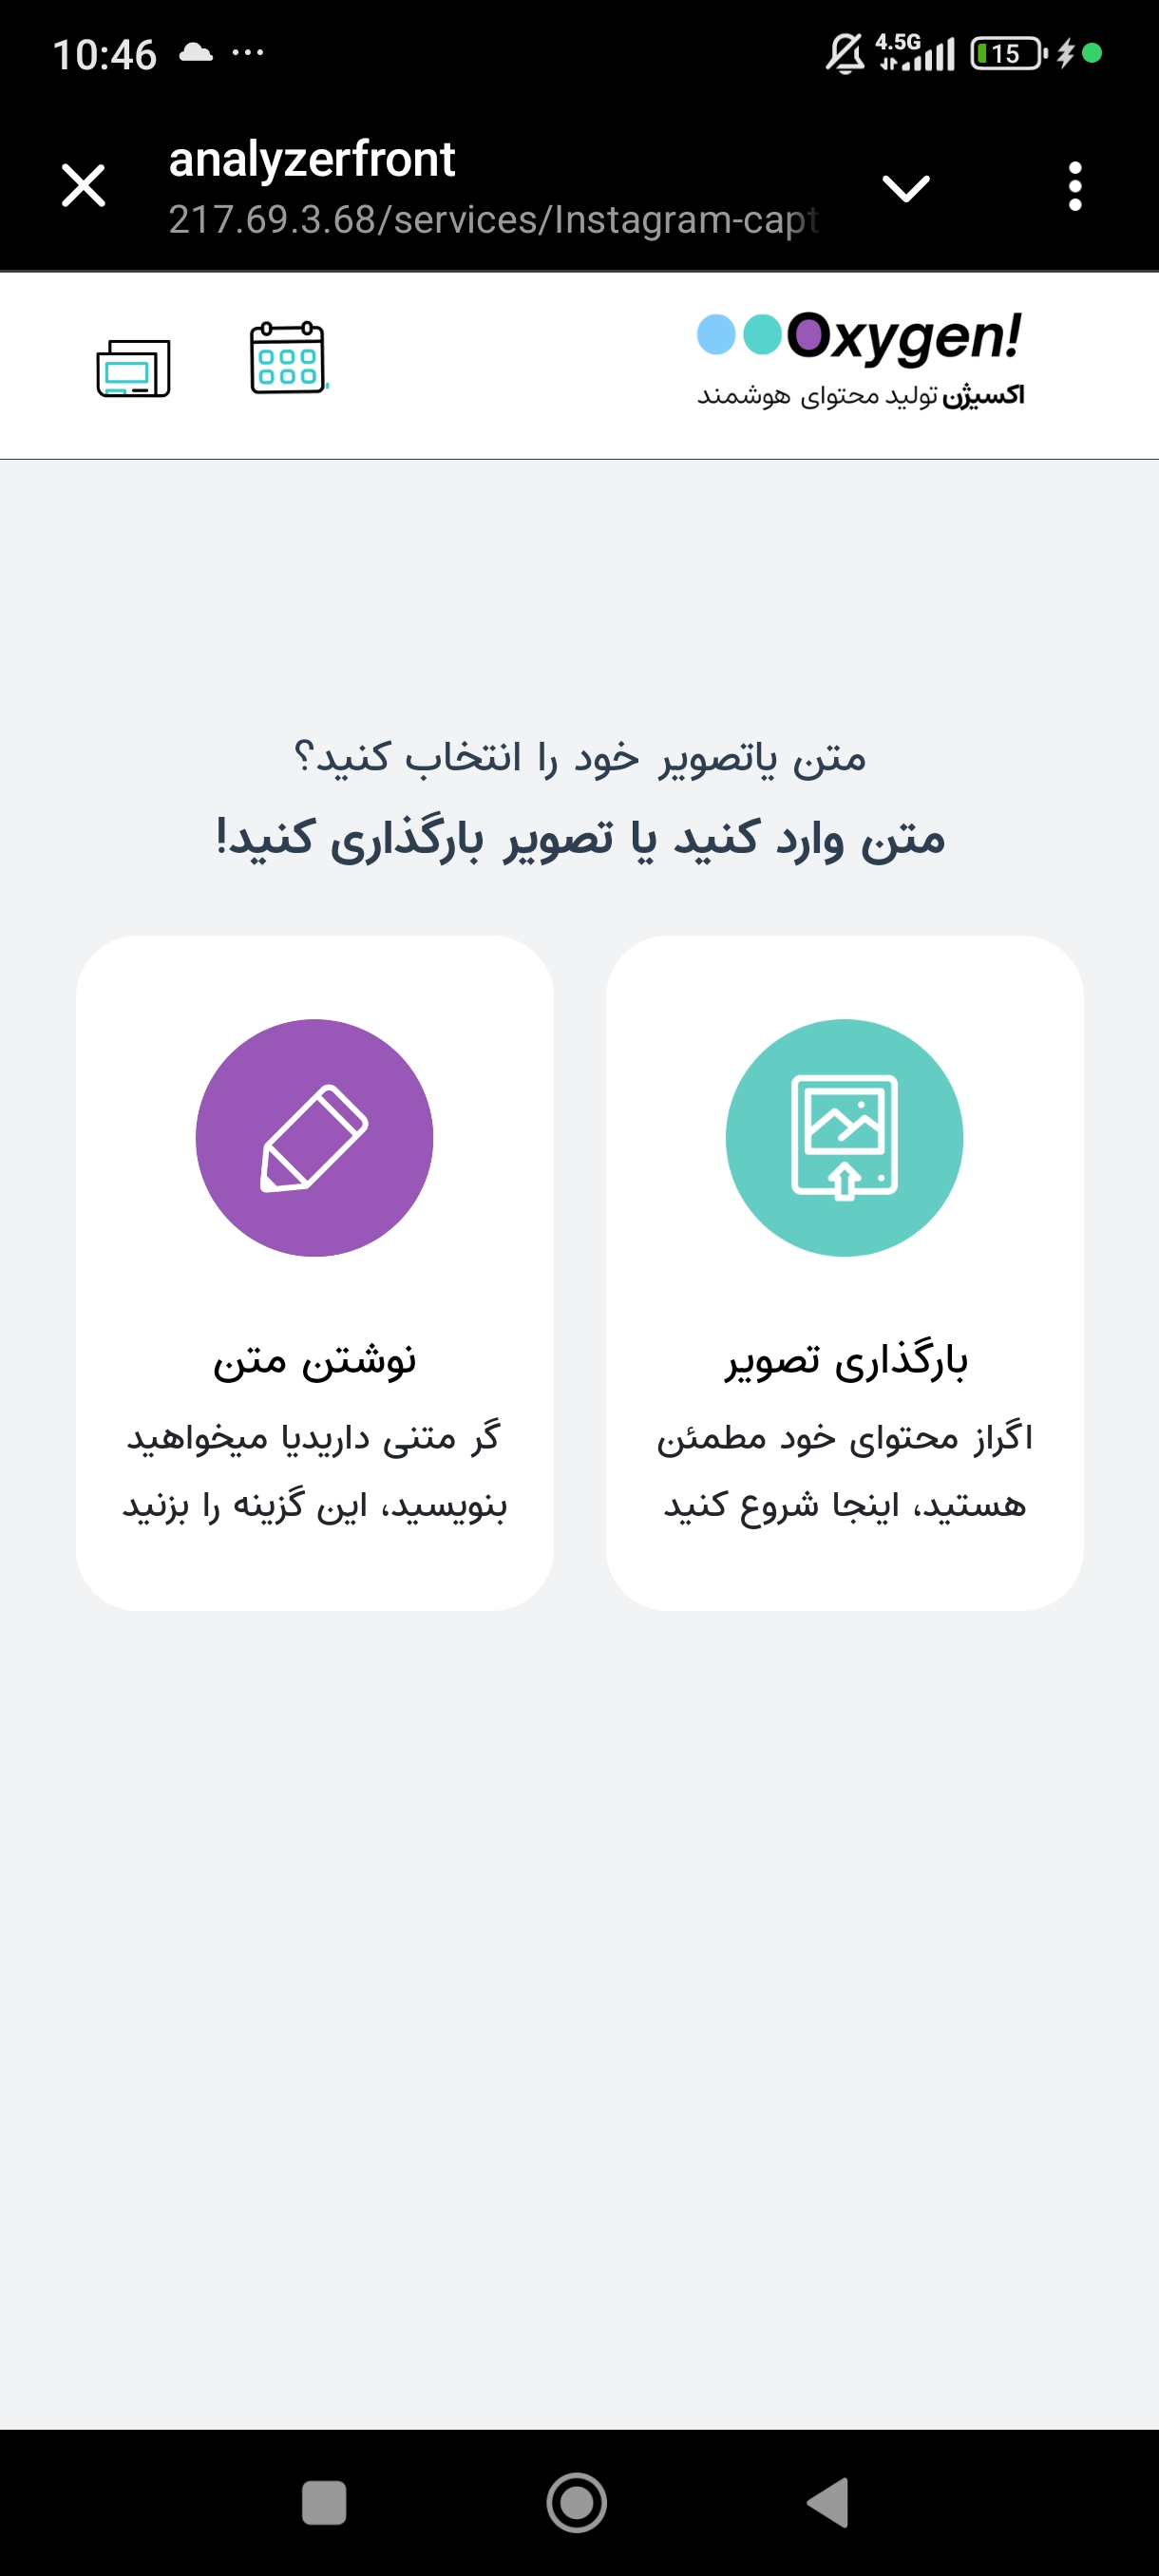 10:46
4.5G
15
analyzerfront
217.69.3.68/services/Instagram-capt
Oxygen!
اکسیژن تولید محتوای هوشمند
متن یاتصویر خود را انتخاب کنید؟
متن وارد کنید یا تصویر بارگذاری کنید!
بارگذاری تصویر
اگراز محتوای خود مطمئن
هستید، اینجا شروع کنید
نوشتن متن
گر متنی داریدیا میخواهید
بنویسید، این گزینه را بزنید